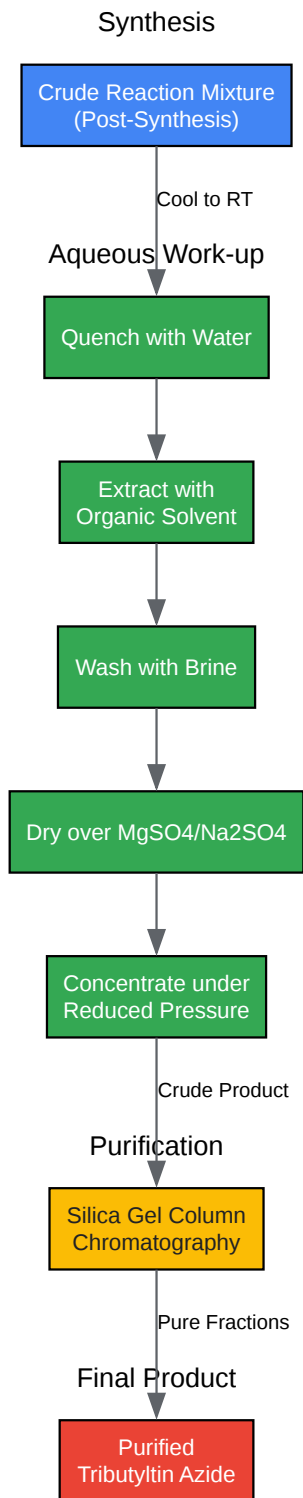 Synthesis
Crude Reaction Mixture
(Post-Synthesis)
Cool to RT
Aqueous Work-up
Quench with Water
Extract with
Organic Solvent
Wash with Brine
Dry over MgSO4/Na2SO4
Concentrate under
Reduced Pressure
Crude Product
Purification
Silica Gel Column
Chromatography
Pure Fractions
Final Product
Purified
Tributyltin Azide